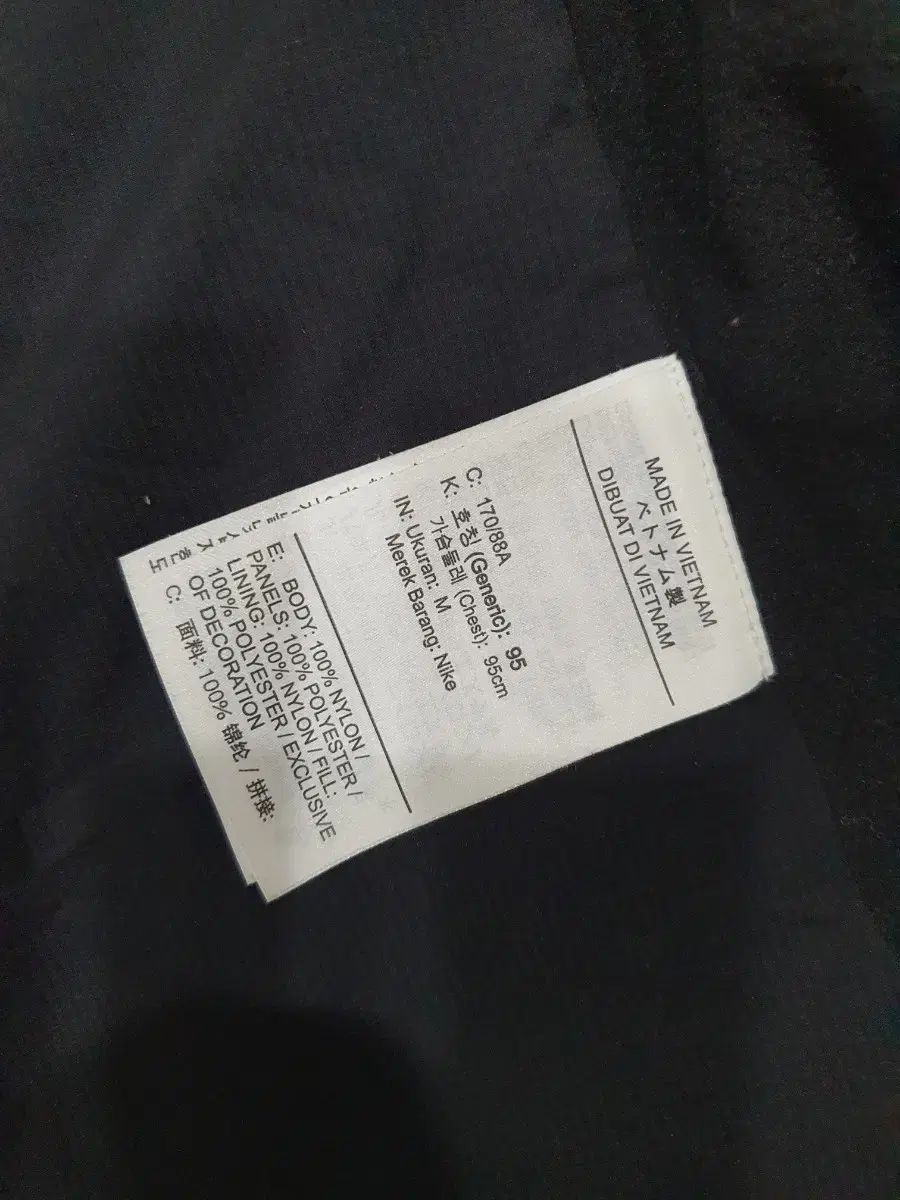 MADE IN VIETNAM
ベトナム製
DIBUAT DI VIETNAM
C: 170/88A
K: 호칭 (Generic): 95
가슴둘레 (Chest): 95cm
IN: Ukuran: M
Merek Barang: Nike
E: BODY: 100% NYLON /
PANELS: 100% POLYESTER /
LINING: 100% NYLON / FILL:
100% POLYESTER / EXCLUSIVE
OF DECORATION
C: 面料: 100% 锦纶 / 拼接: